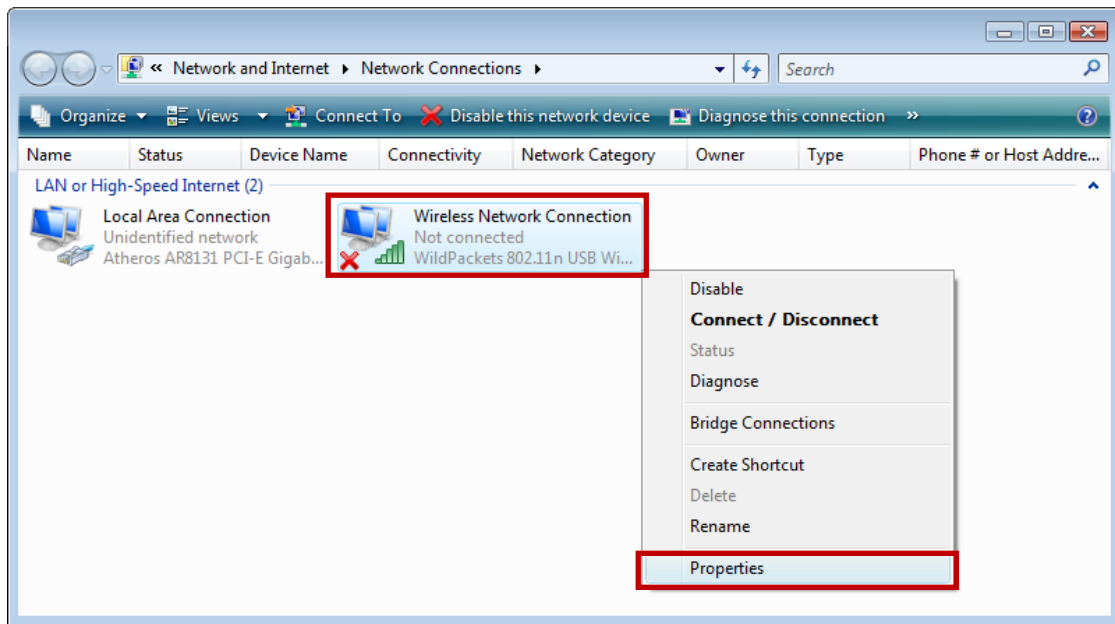 « Network and Internet Network Connections Search
Organize Views Connect To Disable this network device Diagnose this connection »
Name Status Device Name Connectivity Network Category Owner Type Phone # or Host Addre...
LAN or High-Speed Internet (2)
Local Area Connection
Unidentified network
Atheros AR8131 PCI-E Gigab...
Wireless Network Connection
Not connected
WildPackets 802.11n USB Wi...
Disable
Connect / Disconnect
Status
Diagnose
Bridge Connections
Create Shortcut
Delete
Rename
Properties